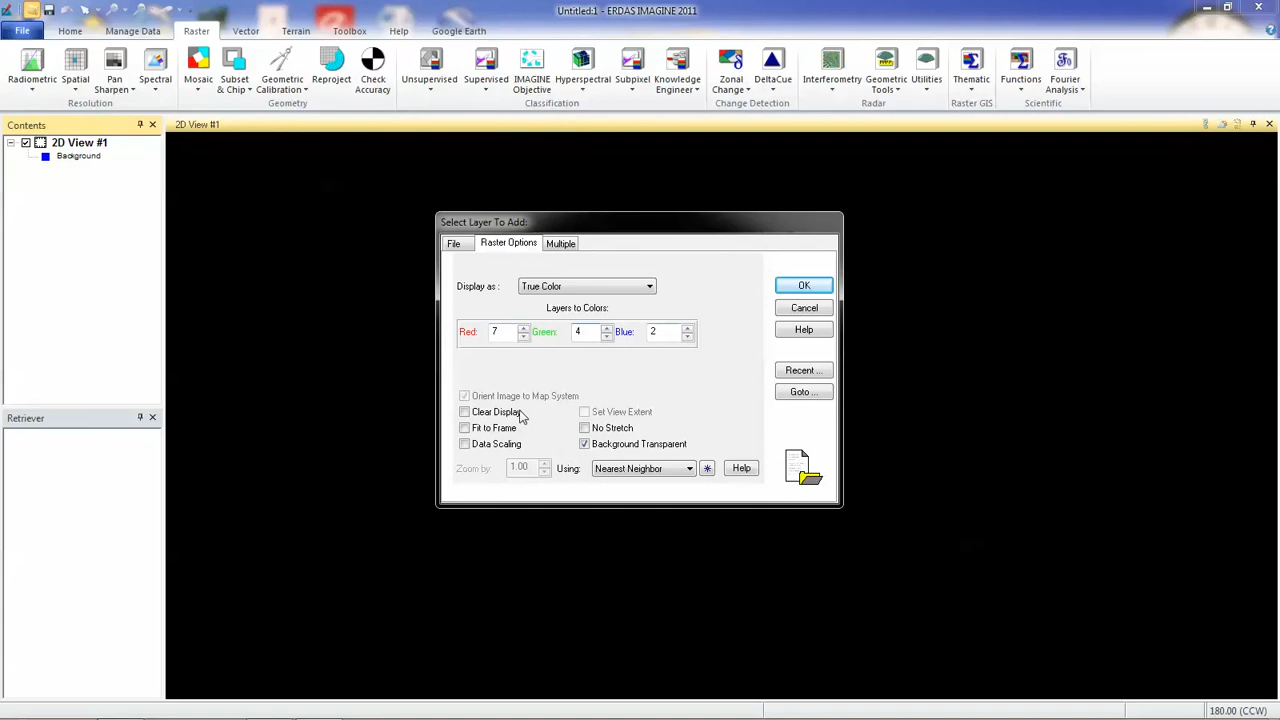 Untitled:1 - ERDAS IMAGINE 2011
File Home Manage Data Raster Vector Terrain Toolbox Help Google Earth
Radiometric Spatial Pan Sharpen Spectral Mosaic Subset & Chip Geometric Calibration Reproject Check Accuracy Unsupervised Supervised IMAGINE Objective Hyperspectral Subpixel Knowledge Engineer Zonal Change DeltaCue Interferometry Geometric Tools Utilities Thematic Functions Fourier Analysis
Resolution Geometry Classification Change Detection Radar Raster GIS Scientific
Contents
2D View #1
2D View #1
Background
Retriever
Select Layer To Add:
File Raster Options Multiple
Display as : True Color
Layers to Colors:
Red: 7 Green: 4 Blue: 2
Orient Image to Map System
Clear Display Set View Extent
Fit to Frame No Stretch
Data Scaling Background Transparent
Zoom by: 1.00 Using: Nearest Neighbor Help
OK
Cancel
Help
Recent ...
Goto ...
180.00 (CCW)